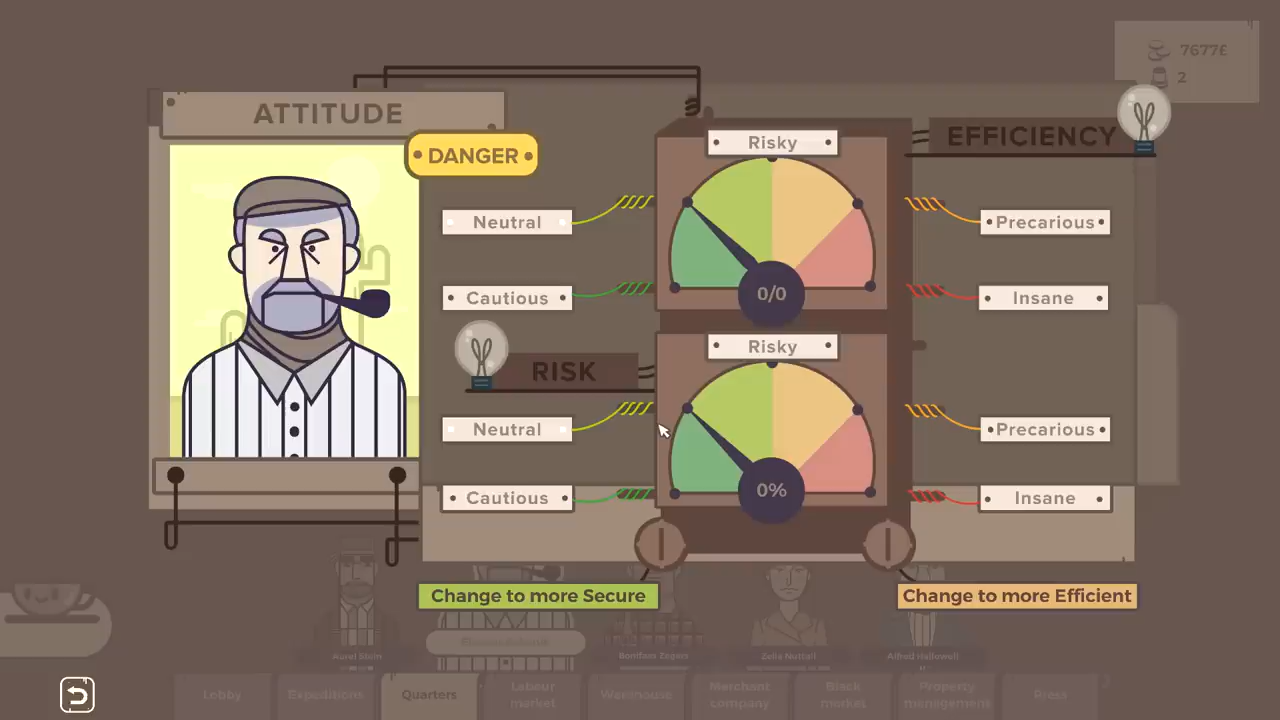 7677£
2
ATTITUDE
DANGER
Risky
EFFICIENCY
Neutral
Precarious
Cautious
0/0
Insane
Risky
RISK
Neutral
Precarious
0%
Cautious
Insane
Change to more Secure
Change to more Efficient
Aurel Stein
Bonifaas Zegers
Zelia Nuttall
Alfred Hallowell
Lobby
Expeditions
Quarters
Labour
market
Warehouse
Merchant
company
Black
market
Property
management
Press